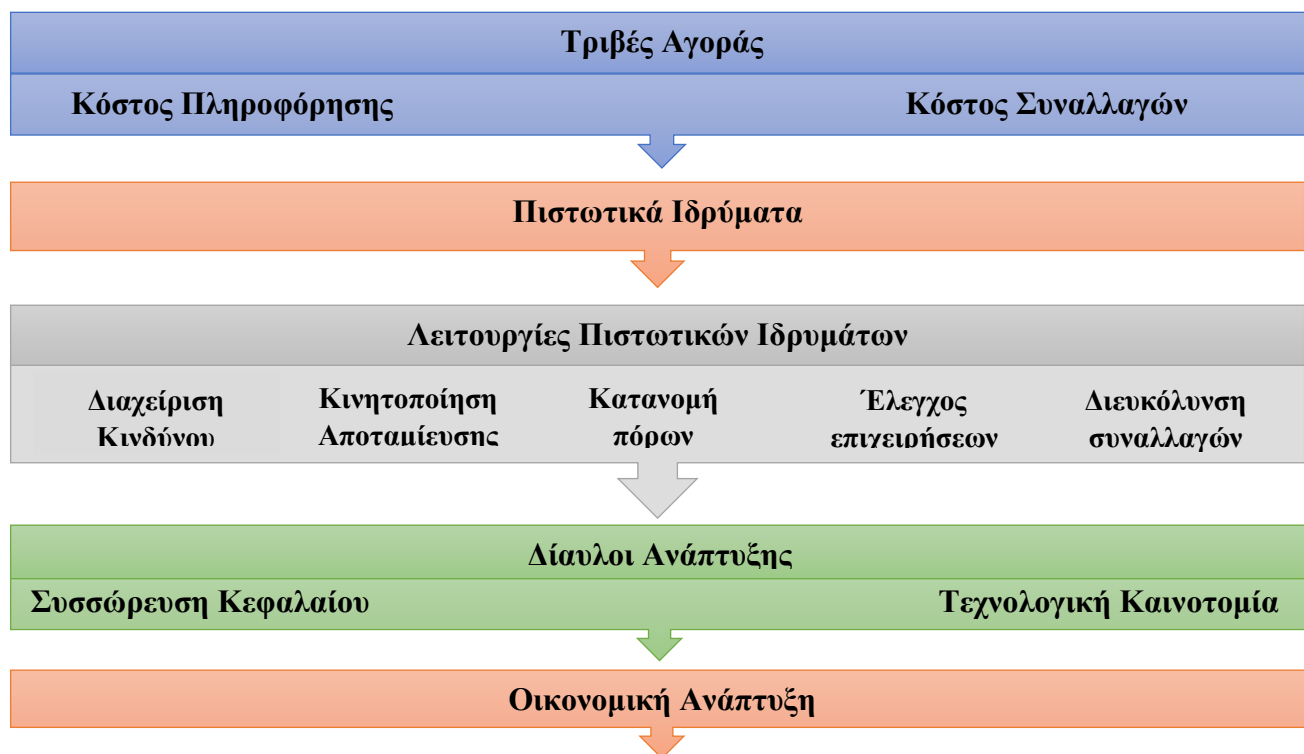 Τριβές Αγοράς
Κόστος Πληροφόρησης Κόστος Συναλλαγών
Πιστωτικά Ιδρύματα
Λειτουργίες Πιστωτικών Ιδρυμάτων
Διαχείριση Κινδύνου
Κινητοποίηση Αποταμίευσης
Κατανομή πόρων
Έλεγχος επιχειρήσεων
Διευκόλυνση συναλλαγών
Δίαυλοι Ανάπτυξης
Συσσώρευση Κεφαλαίου Τεχνολογική Καινοτομία
Οικονομική Ανάπτυξη